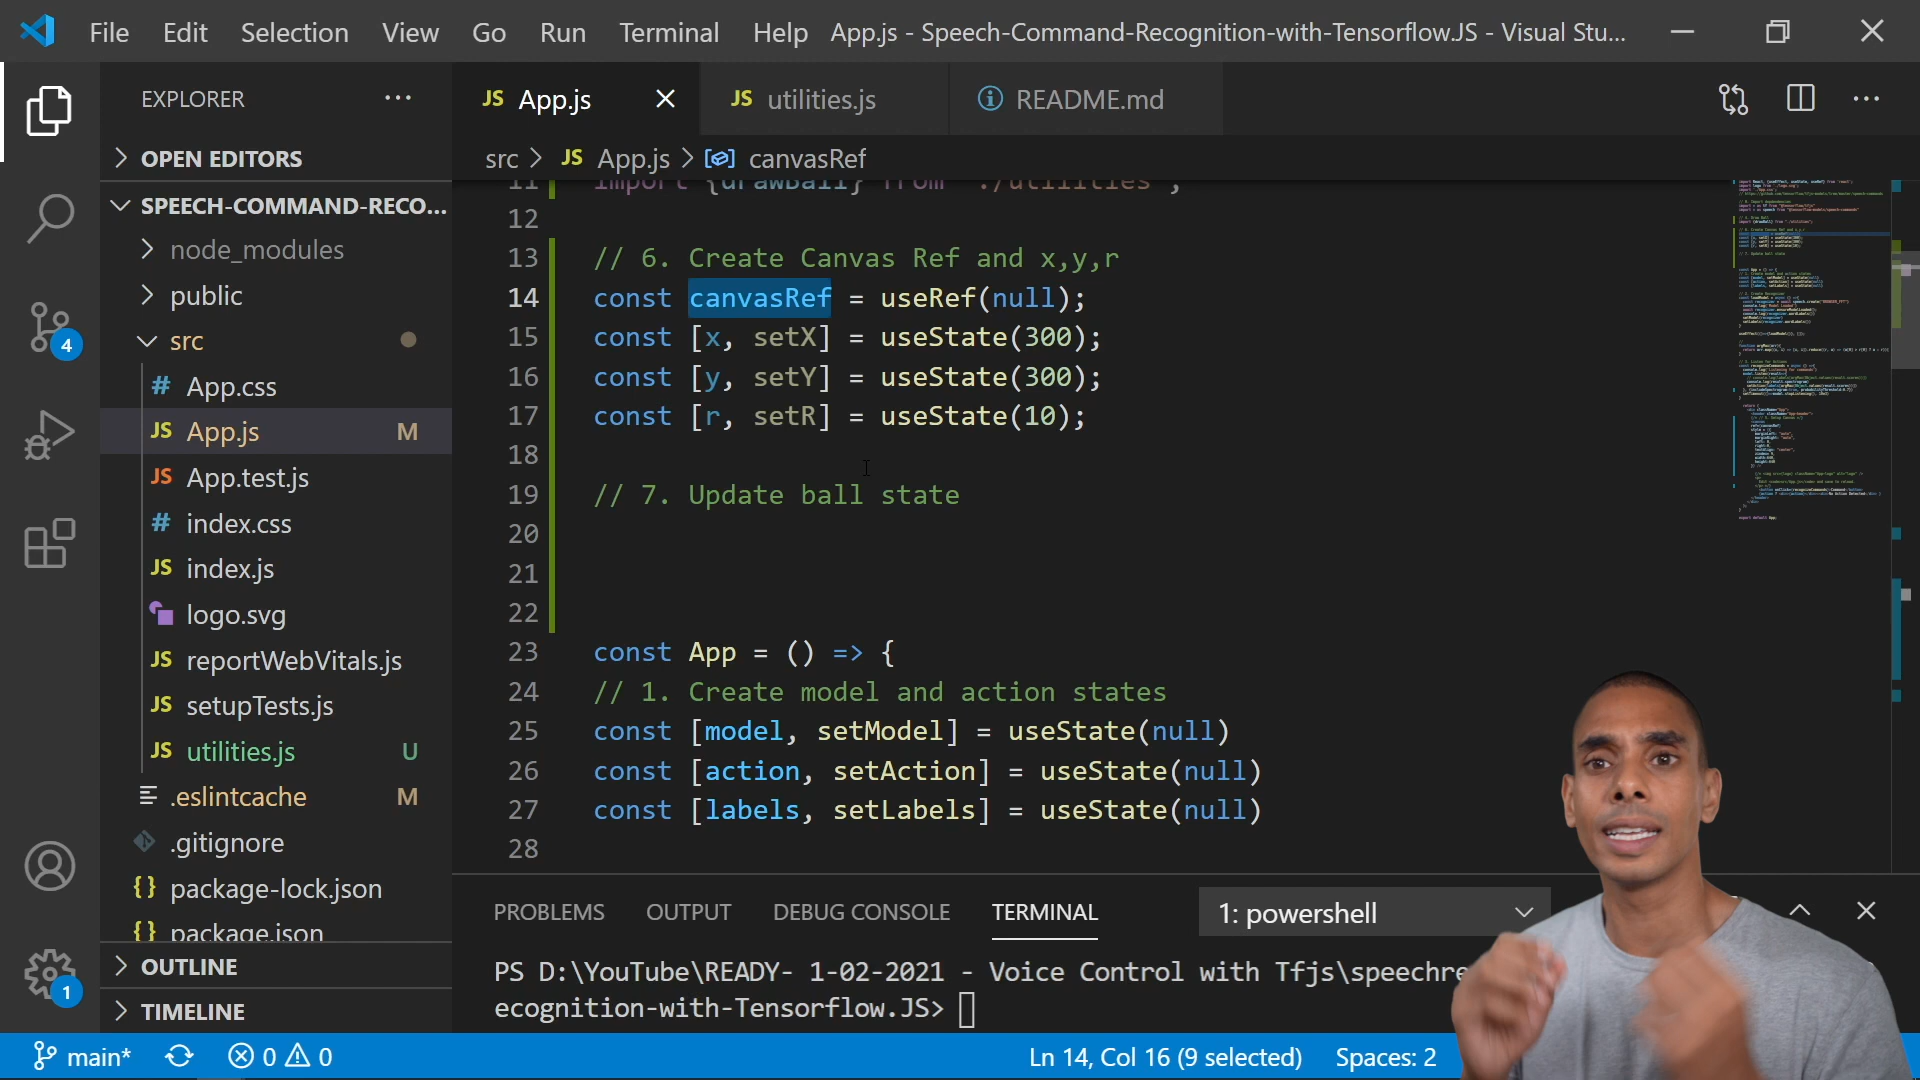 File Edit Selection View Go Run Terminal Help App.js - Speech-Command-Recognition-with-Tensorflow.JS - Visual Stu...
EXPLORER
JS App.js
JS utilities.js
README.md
OPEN EDITORS
src > JS App.js > canvasRef
SPEECH-COMMAND-RECO...
node_modules
public
src
# App.css
JS App.js M
JS App.test.js
# index.css
JS index.js
logo.svg
JS reportWebVitals.js
JS setupTests.js
JS utilities.js U
.eslintcache M
.gitignore
{} package-lock.json
{} package.json
OUTLINE
TIMELINE
4
1
11 import {drawBall} from "./utilities";
12
13 // 6. Create Canvas Ref and x,y,r
14 const canvasRef = useRef(null);
15 const [x, setX] = useState(300);
16 const [y, setY] = useState(300);
17 const [r, setR] = useState(10);
18
19 // 7. Update ball state
20
21
22
23 const App = () => {
24 // 1. Create model and action states
25 const [model, setModel] = useState(null)
26 const [action, setAction] = useState(null)
27 const [labels, setLabels] = useState(null)
28
PROBLEMS OUTPUT DEBUG CONSOLE TERMINAL 1: powershell
PS D:\YouTube\READY- 1-02-2021 - Voice Control with Tfjs\speechre
ecognition-with-Tensorflow.JS>
main* 0 0 Ln 14, Col 16 (9 selected) Spaces: 2